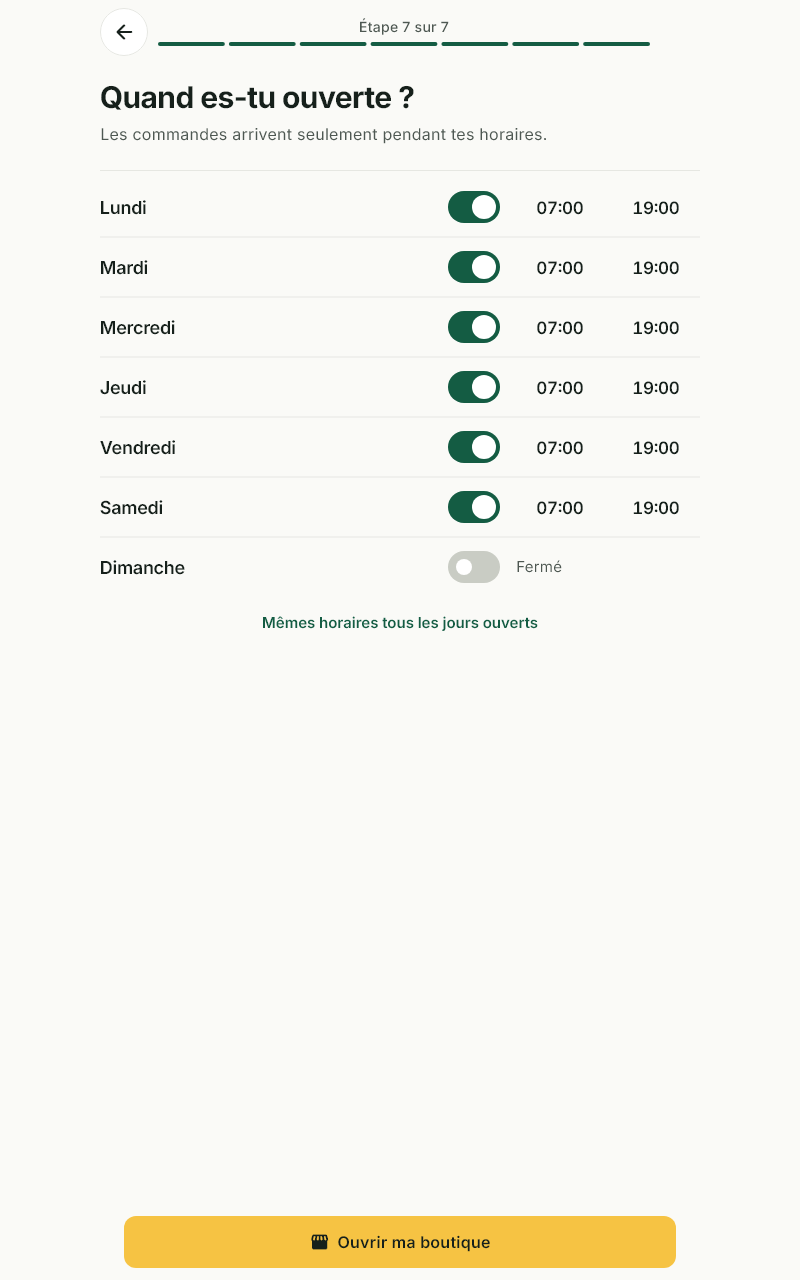 Étape 7 sur 7
Quand es-tu ouverte ?
Les commandes arrivent seulement pendant tes horaires.
Lundi 07:00 19:00
Mardi 07:00 19:00
Mercredi 07:00 19:00
Jeudi 07:00 19:00
Vendredi 07:00 19:00
Samedi 07:00 19:00
Dimanche Fermé
Mêmes horaires tous les jours ouverts
Ouvrir ma boutique